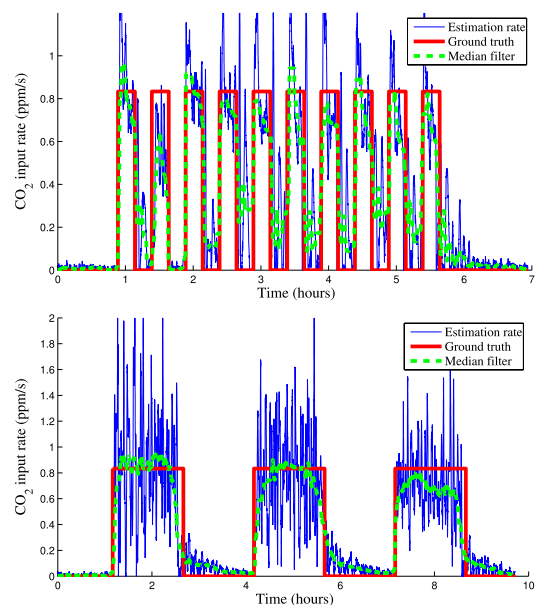 Estimation rate
Ground truth
Median filter
CO2 input rate (ppm/s)
1
0.8
0.6
0.4
0.2
0
0 1 2 3 4 5 6 7
Time (hours)
Estimation rate
Ground truth
Median filter
CO2 input rate (ppm/s)
2
1.8
1.6
1.4
1.2
1
0.8
0.6
0.4
0.2
0
0 2 4 6 8 10
Time (hours)